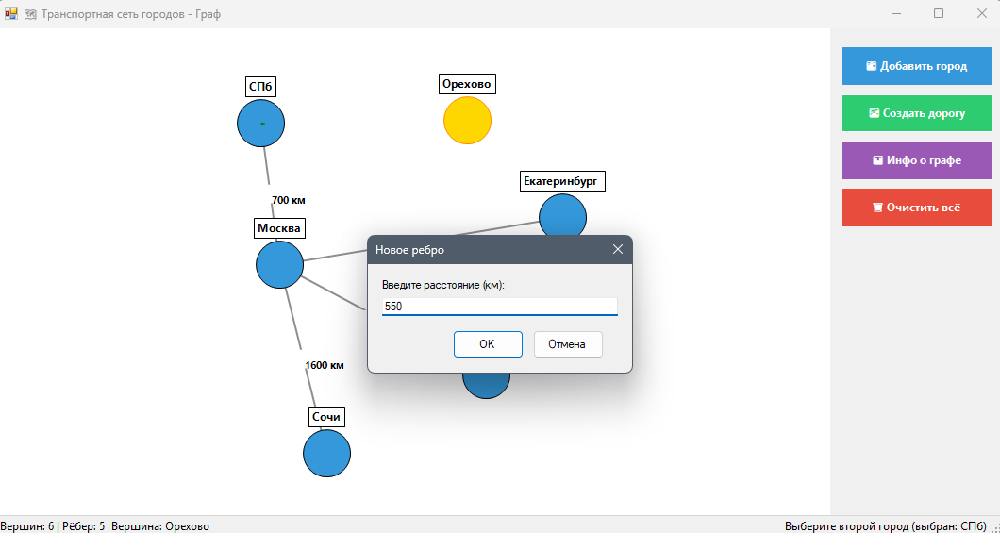 Транспортная сеть городов - Граф
СПб
Орехово
Екатеринбург
700 км
Москва
1600 км
Сочи
Новое ребро
Введите расстояние (км):
550
OK
Отмена
Добавить город
Создать дорогу
Инфо о графе
Очистить всё
Вершин: 6 | Рёбер: 5 Вершина: Орехово
Выберите второй город (выбран: СПб)